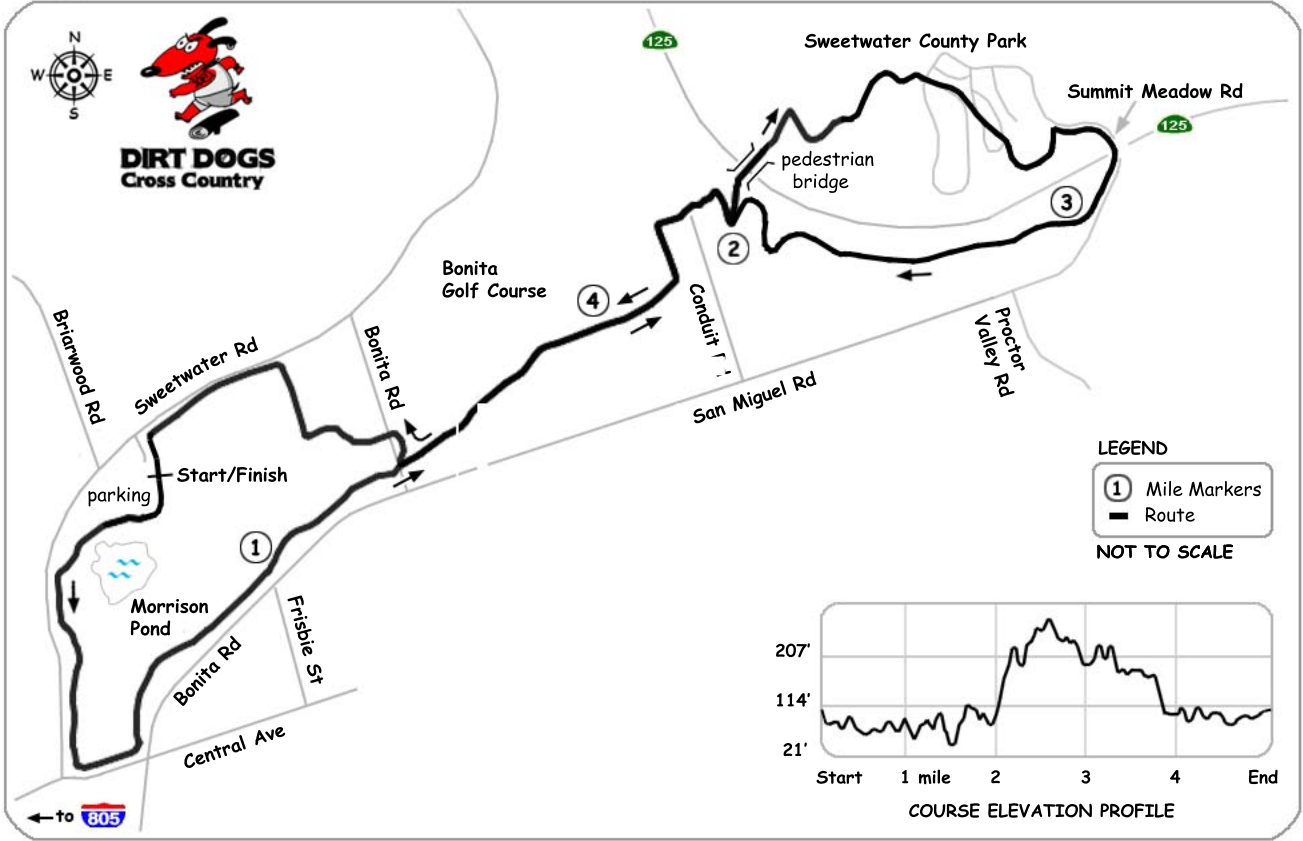 N
W
E
S
DIRT DOGS
Cross Country
125
Sweetwater County Park
Summit Meadow Rd
125
pedestrian
bridge
3
2
Bonita
Golf Course
4
Conduit
Proctor
Valley Rd
San Miguel Rd
Briarwood Rd
Sweetwater Rd
Bonita Rd
Start/Finish
parking
1
Morrison
Pond
Frisbie St
Bonita Rd
Central Ave
to 805
LEGEND
1 Mile Markers
Route
NOT TO SCALE
207'
114'
21'
Start 1 mile 2 3 4 End
COURSE ELEVATION PROFILE